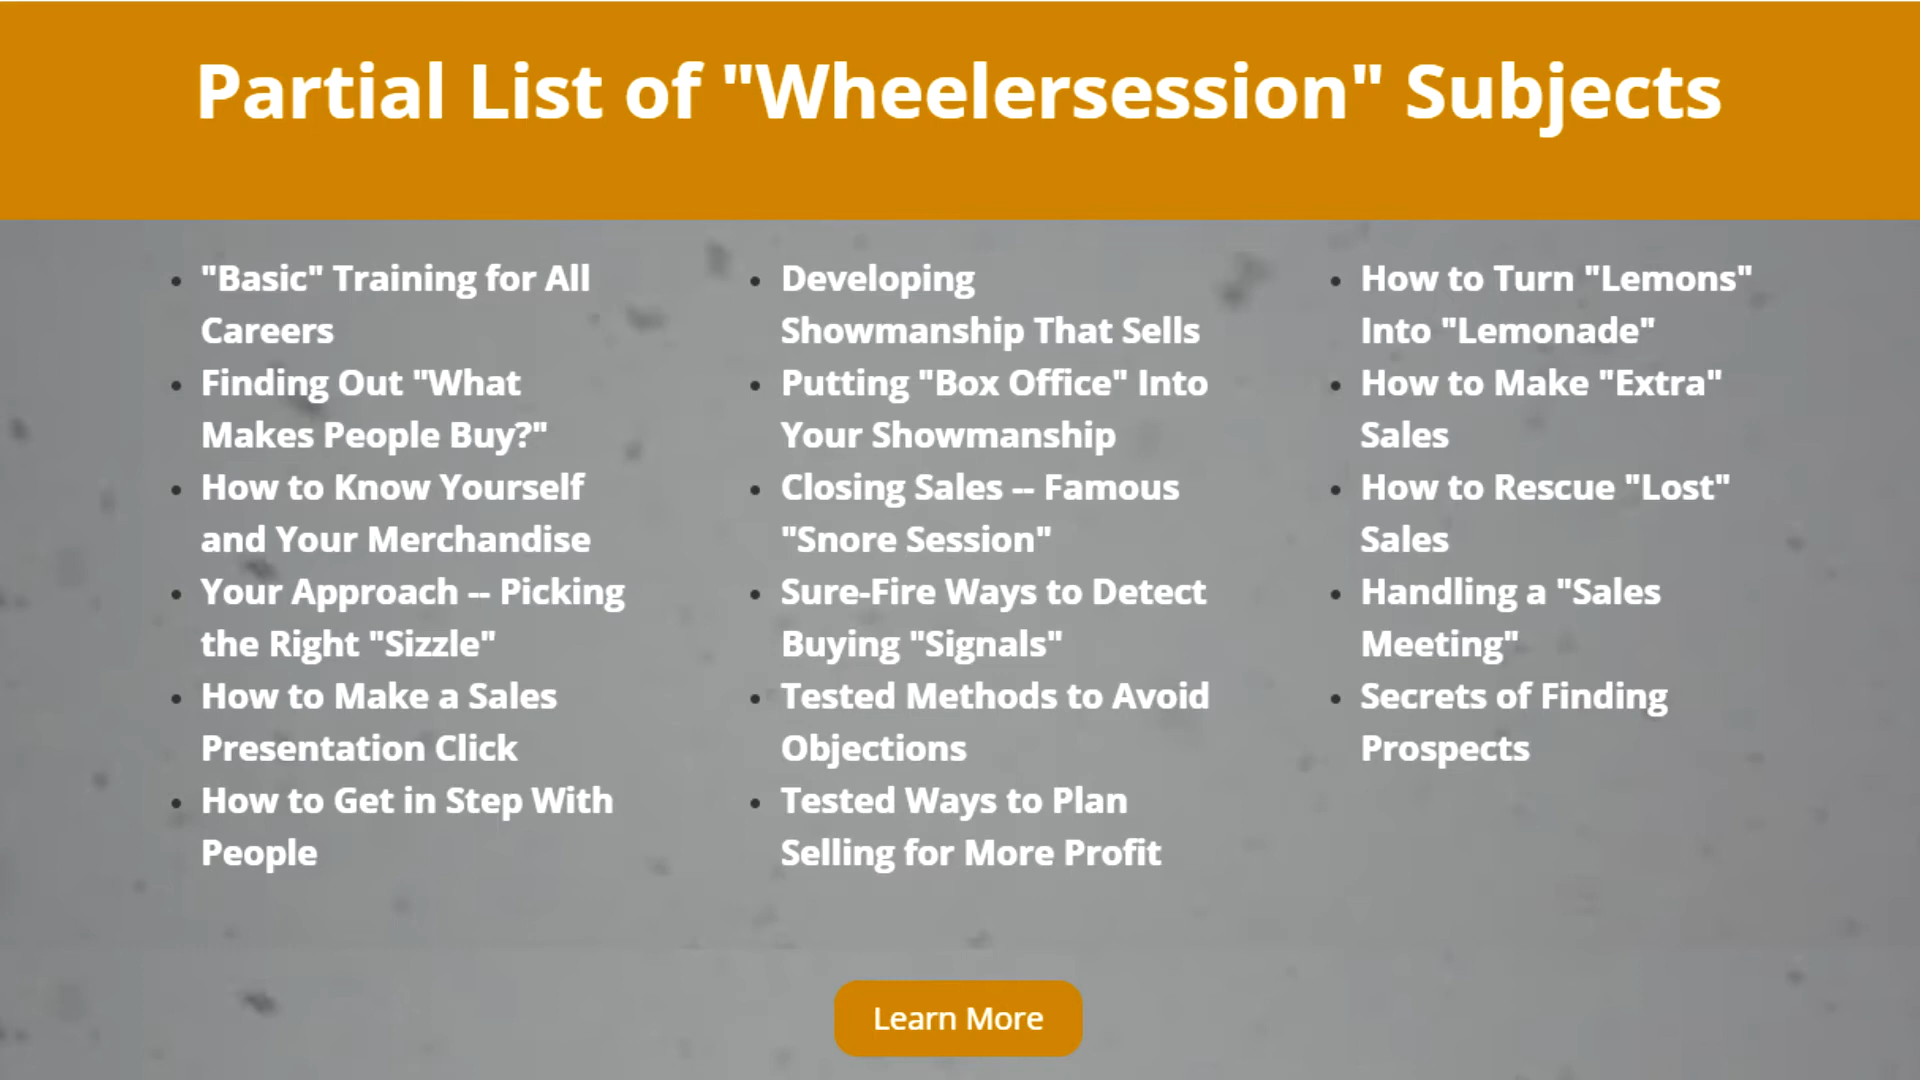 Partial List of "Wheelersession" Subjects
"Basic" Training for All
Careers
Finding Out "What
Makes People Buy?"
How to Know Yourself
and Your Merchandise
Your Approach -- Picking
the Right "Sizzle"
How to Make a Sales
Presentation Click
How to Get in Step With
People
Developing
Showmanship That Sells
Putting "Box Office" Into
Your Showmanship
Closing Sales -- Famous
"Snore Session"
Sure-Fire Ways to Detect
Buying "Signals"
Tested Methods to Avoid
Objections
Tested Ways to Plan
Selling for More Profit
How to Turn "Lemons"
Into "Lemonade"
How to Make "Extra"
Sales
How to Rescue "Lost"
Sales
Handling a "Sales
Meeting"
Secrets of Finding
Prospects
Learn More